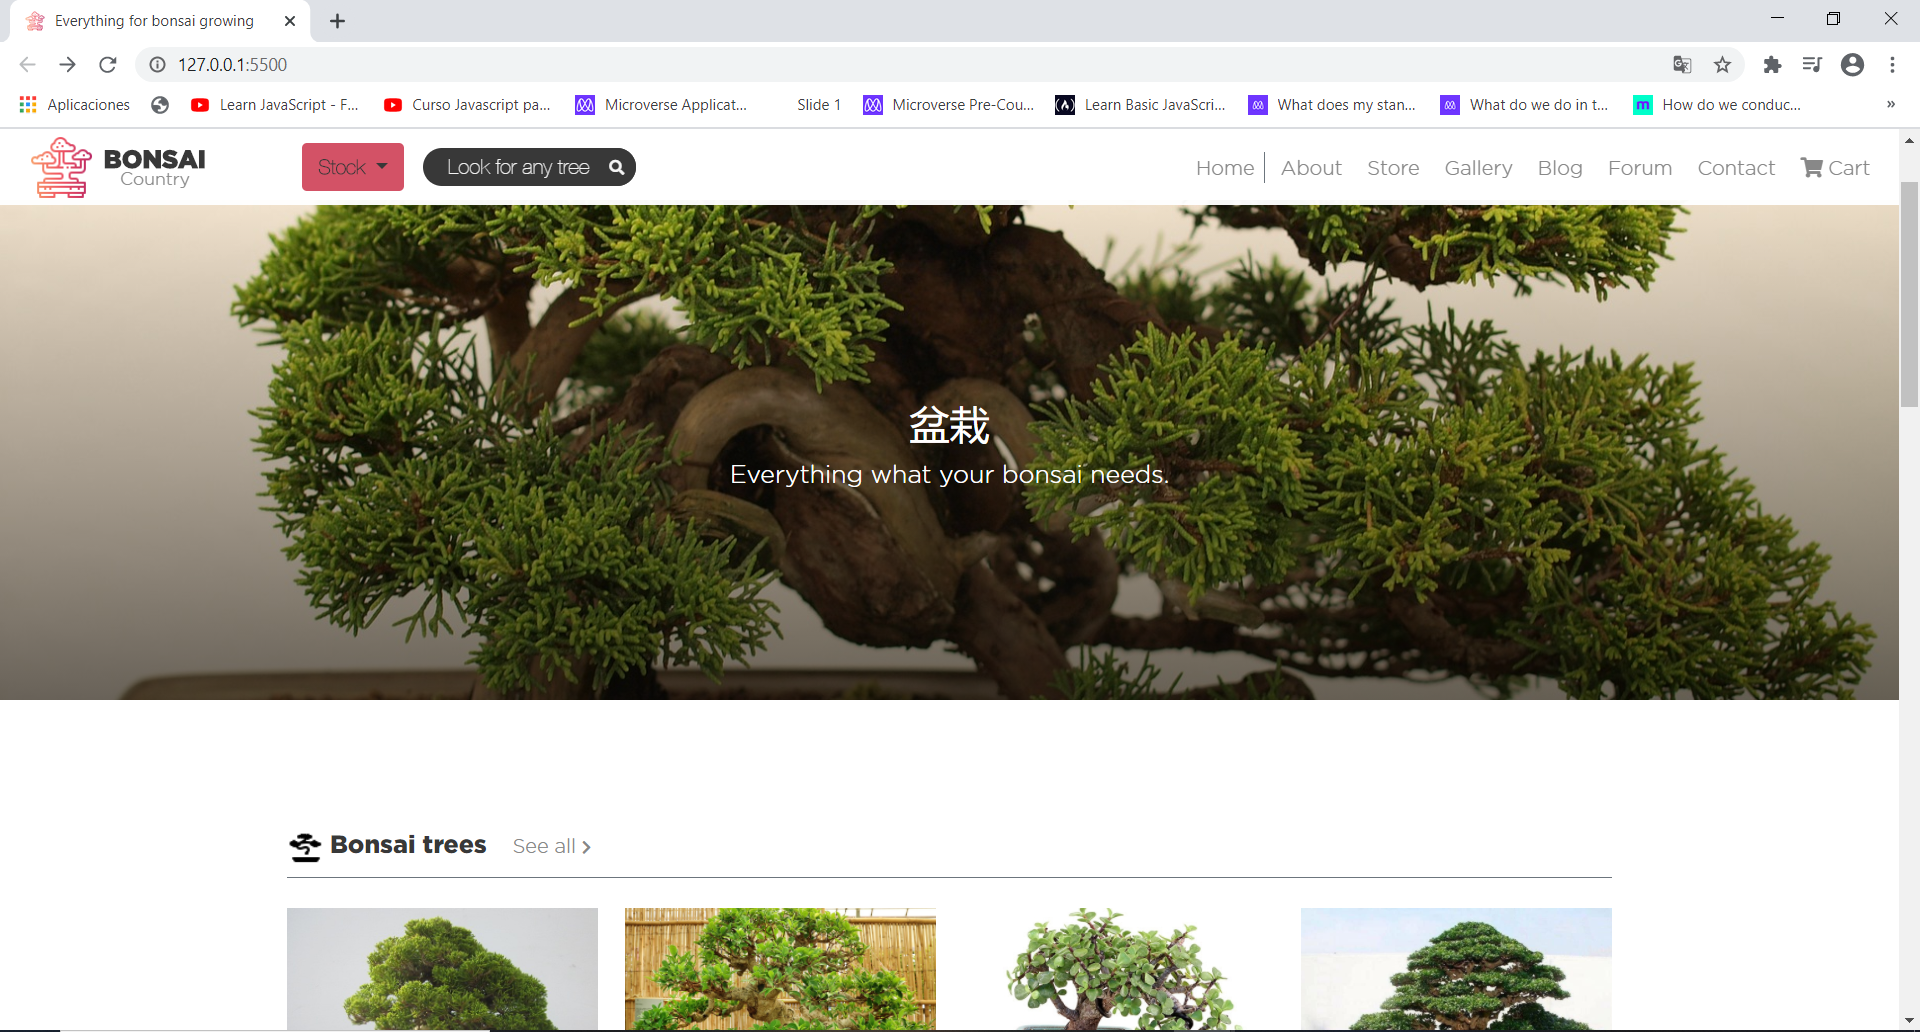 Everything for bonsai growing
127.0.0.1:5500
Aplicaciones
Learn JavaScript - F...
Curso Javascript pa...
Microverse Applicat...
Slide 1
Microverse Pre-Cou...
Learn Basic JavaScri...
What does my stan...
What do we do in t...
How do we conduc...
»
BONSAI
Country
Stock
Look for any tree
Home
About
Store
Gallery
Blog
Forum
Contact
Cart
盆栽
Everything what your bonsai needs.
Bonsai trees
See all